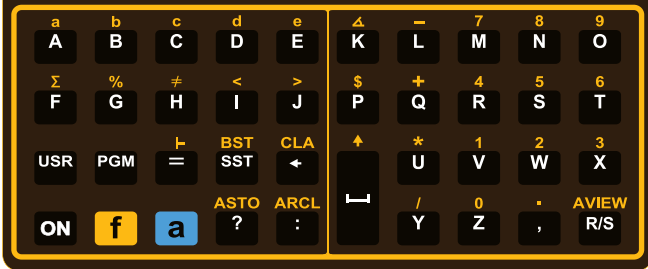 a b c d e ∡ − 7 8 9
A B C D E K L M N O
Σ % ≠ < > $ + 4 5 6
F G H I J P Q R S T
⊢ BST CLA ↑ * 1 2 3
USR PGM = SST ← U V W X
ASTO ARCL / 0 . AVIEW
ON f a ? : ⎵ Y Z , R/S